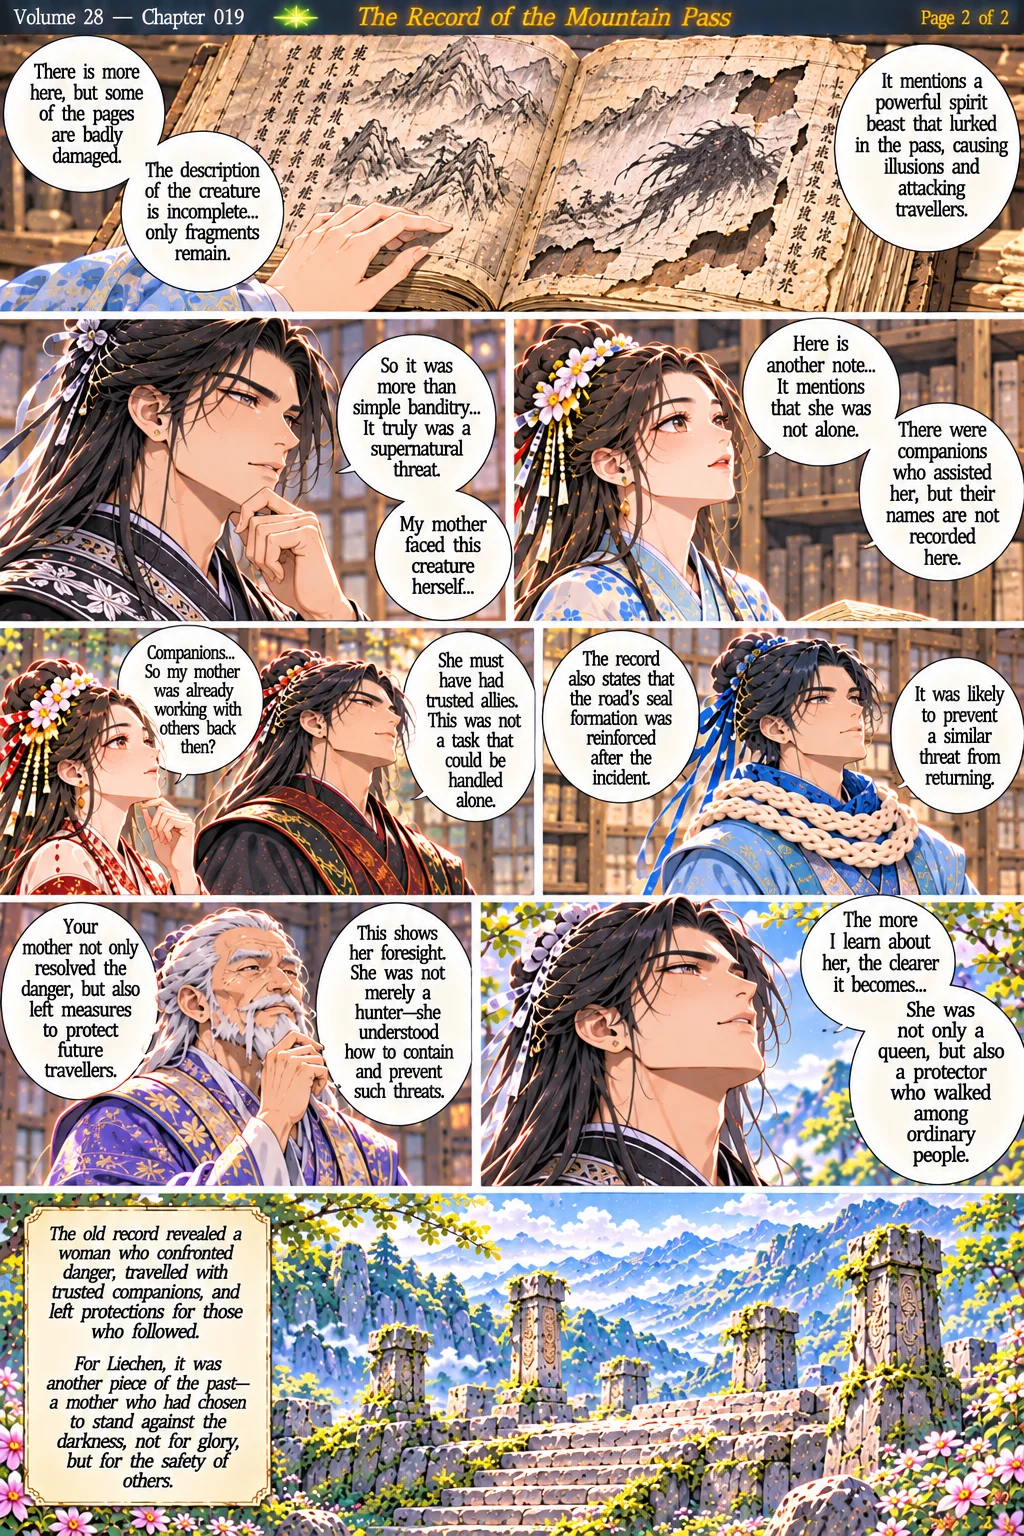 Volume 28 — Chapter 019
The Record of the Mountain Pass
Page 2 of 2
There is more
here, but some
of the pages
are badly
damaged.
The description
of the creature
is incomplete...
only fragments
remain.
It mentions a
powerful spirit
beast that lurked
in the pass, causing
illusions and
attacking
travellers.
So it was
more than
simple banditry...
It truly was a
supernatural
threat.
My mother
faced this
creature
herself...
Here is
another note...
It mentions
that she was
not alone.
There were
companions
who assisted
her, but their
names are not
recorded
here.
Companions...
So my mother
was already
working with
others back
then?
She must
have had
trusted allies.
This was not
a task that
could be
handled
alone.
The record
also states that
the road's seal
formation was
reinforced
after the
incident.
It was likely
to prevent
a similar
threat from
returning.
Your
mother not only
resolved the
danger, but also
left measures
to protect
future
travellers.
This shows
her foresight.
She was not
merely a
hunter—she
understood
how to contain
and prevent
such threats.
The more
I learn about
her, the clearer
it becomes...
She was
not only a
queen, but also
a protector
who walked
among
ordinary
people.
The old record revealed a
woman who confronted
danger, travelled with
trusted companions, and
left protections for those
who followed.
For Liechen, it was
another piece of the past—
a mother who had chosen
to stand against the
darkness, not for glory,
but for the safety of
others.